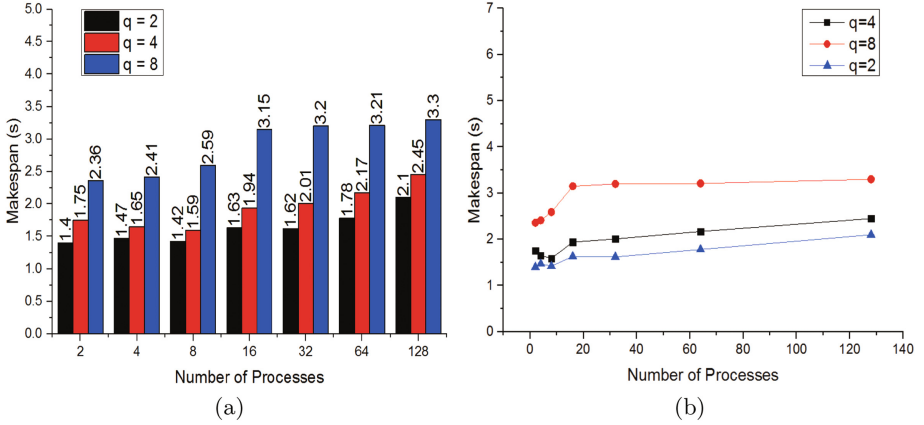 5.0
4.5
4.0
3.5
3.0
2.5
2.0
1.5
1.0
0.5
0.0
Makespan (s)
q = 2
q = 4
q = 8
1.4
1.75
2.36
1.47
1.65
2.41
1.42
1.59
2.59
1.63
1.94
3.15
1.62
2.01
3.2
1.78
2.17
3.21
2.1
2.45
3.3
2 4 8 16 32 64 128
Number of Processes
(a)
7
6
5
4
3
2
1
2
Makespan (s)
q=4
q=8
q=2
0 20 40 60 80 100 120 140
Number of Processes
(b)